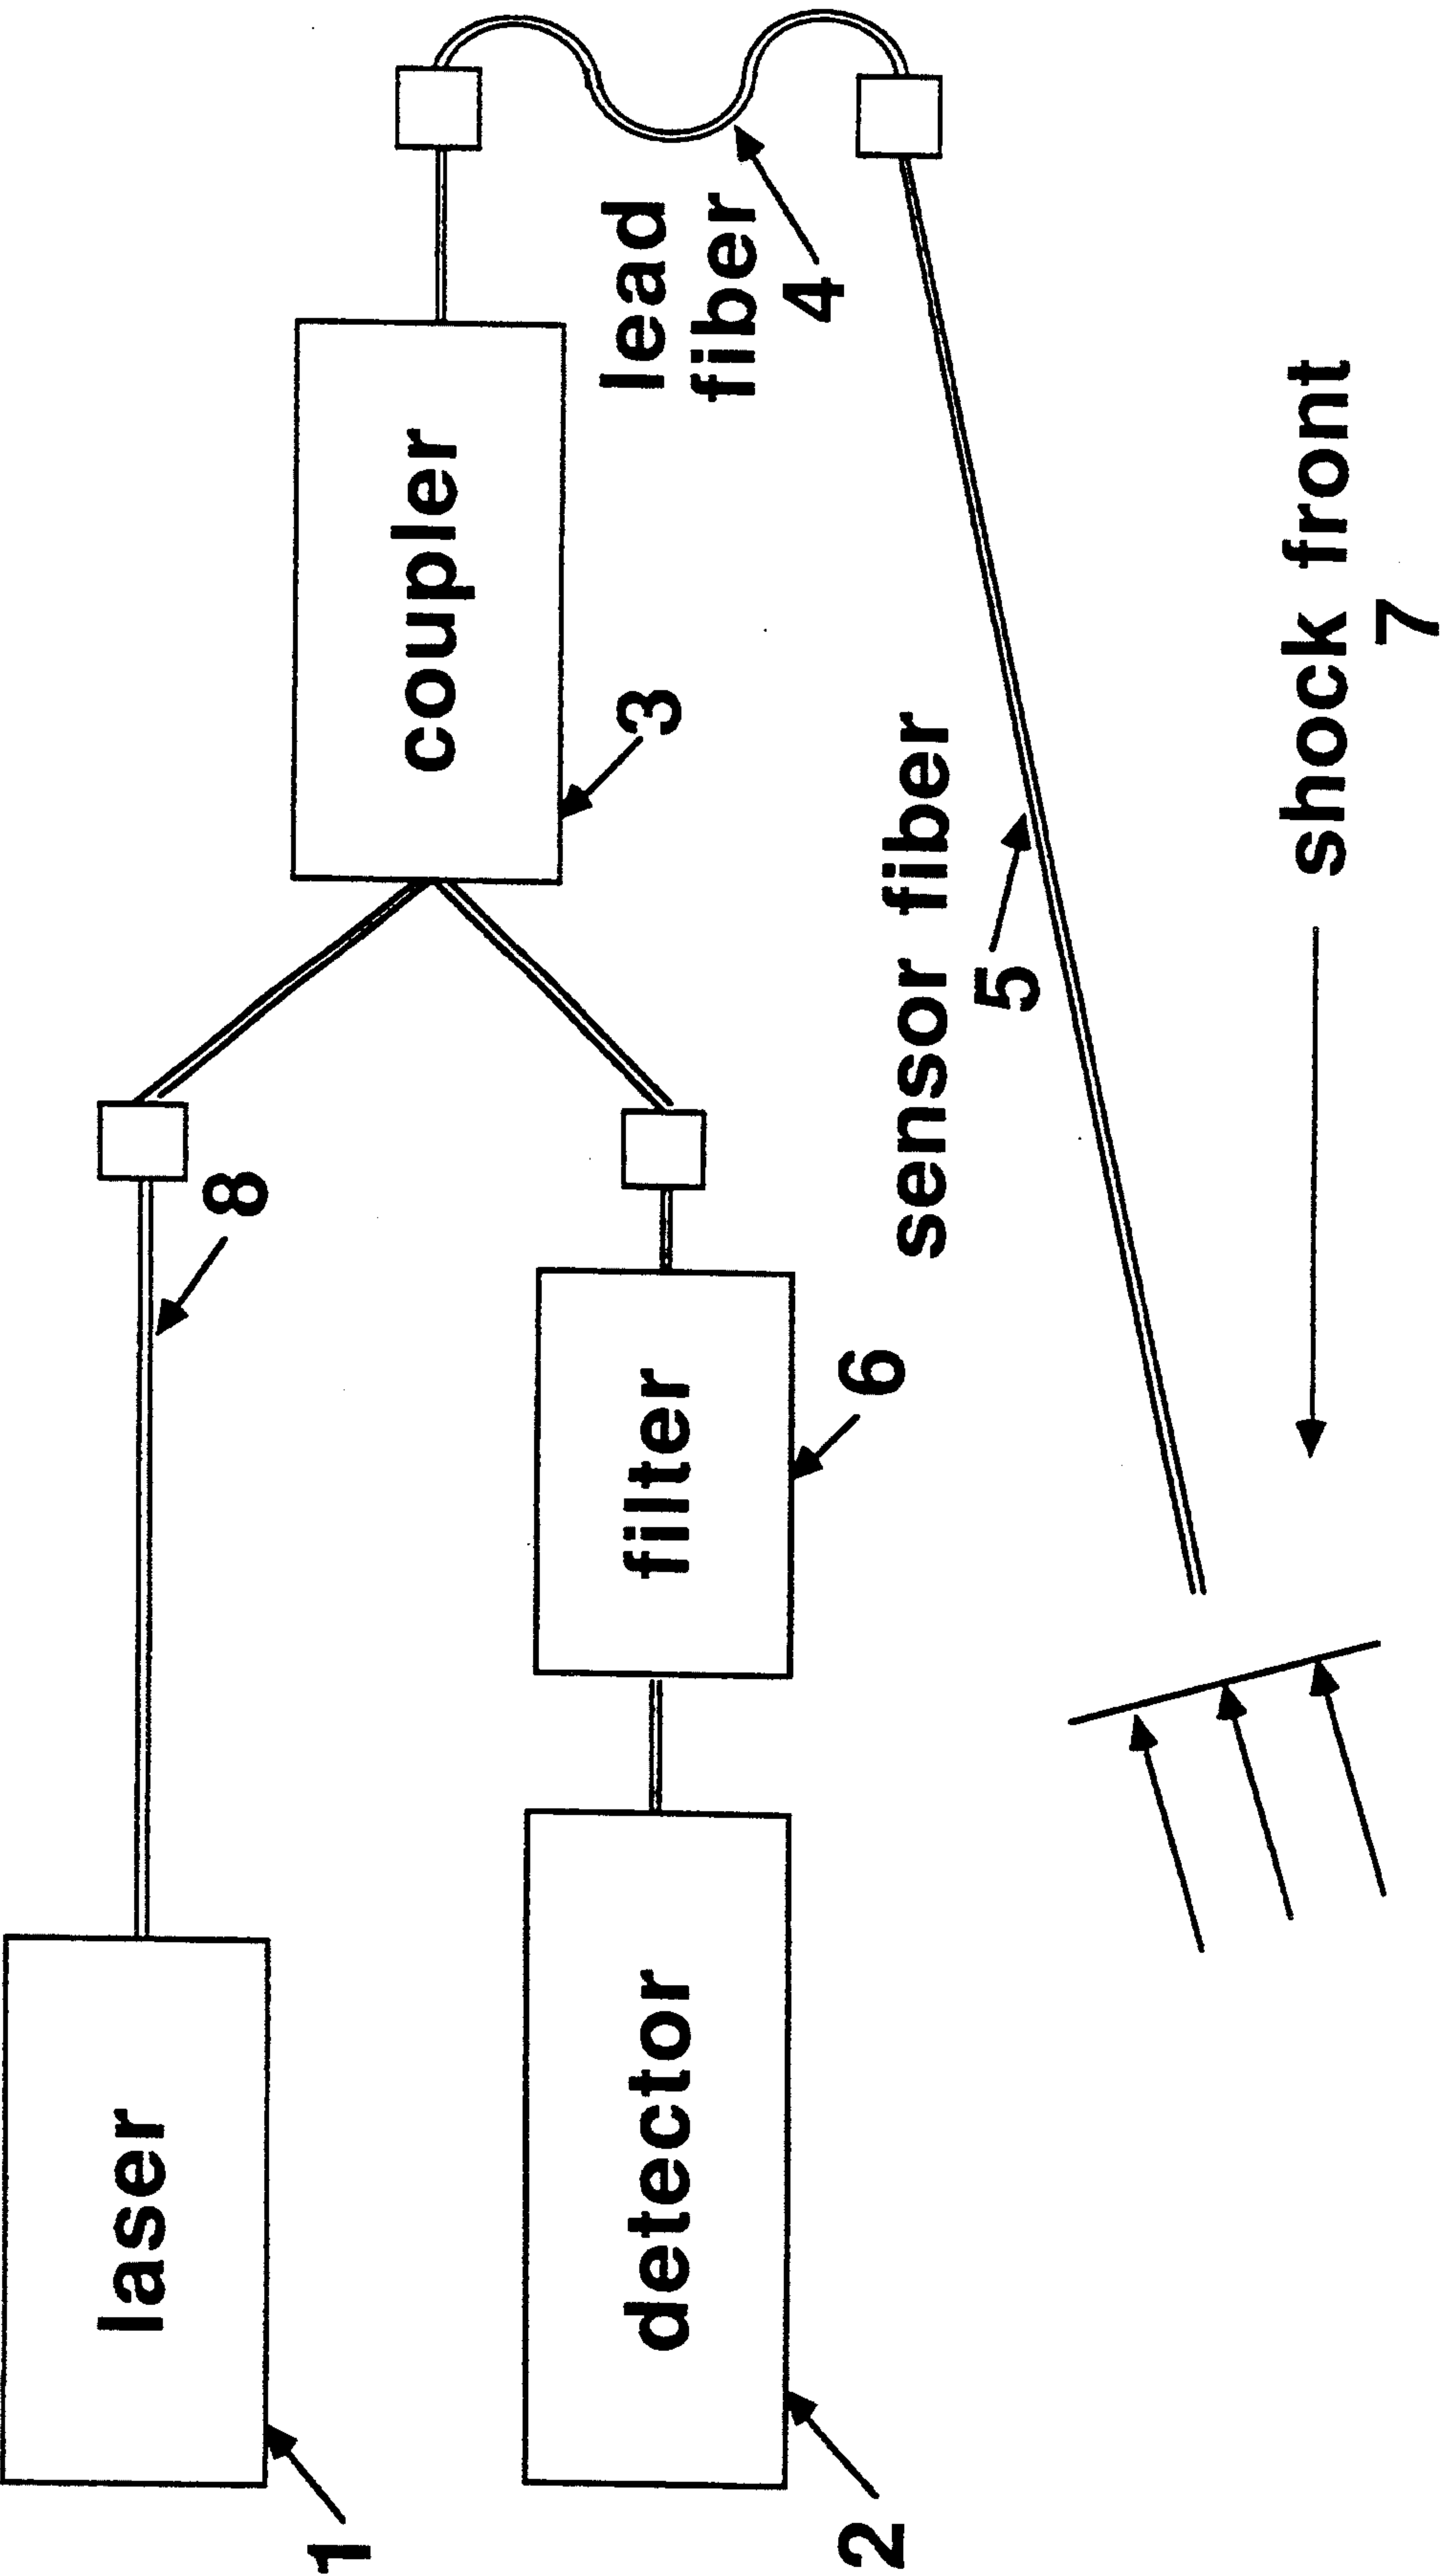 laser
1
8
coupler
3
detector
2
filter
6
lead
fiber
4
sensor fiber
5
shock front
7